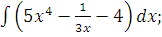 ∫ (5x⁴ − 1/(3x) − 4) dx;